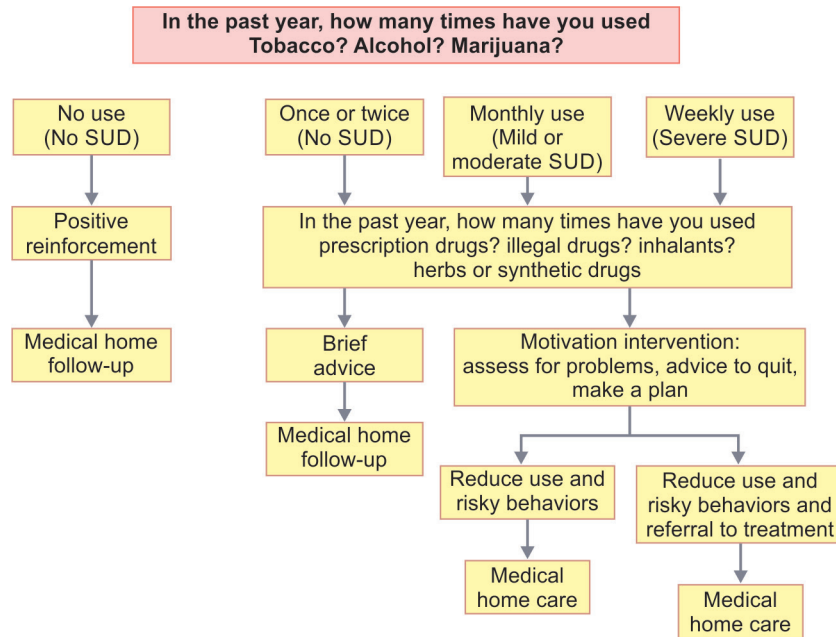 In the past year, how many times have you used
Tobacco? Alcohol? Marijuana?
No use
(No SUD)
Once or twice
(No SUD)
Monthly use
(Mild or
moderate SUD)
Weekly use
(Severe SUD)
Positive
reinforcement
In the past year, how many times have you used
prescription drugs? illegal drugs? inhalants?
herbs or synthetic drugs
Medical home
follow-up
Brief
advice
Motivation intervention:
assess for problems, advice to quit,
make a plan
Medical home
follow-up
Reduce use and
risky behaviors
Reduce use and
risky behaviors and
referral to treatment
Medical
home care
Medical
home care